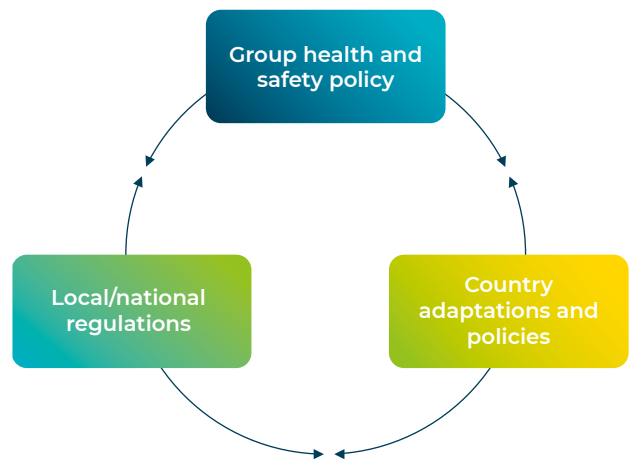 Group health and
safety policy
Local/national
regulations
Country
adaptations and
policies